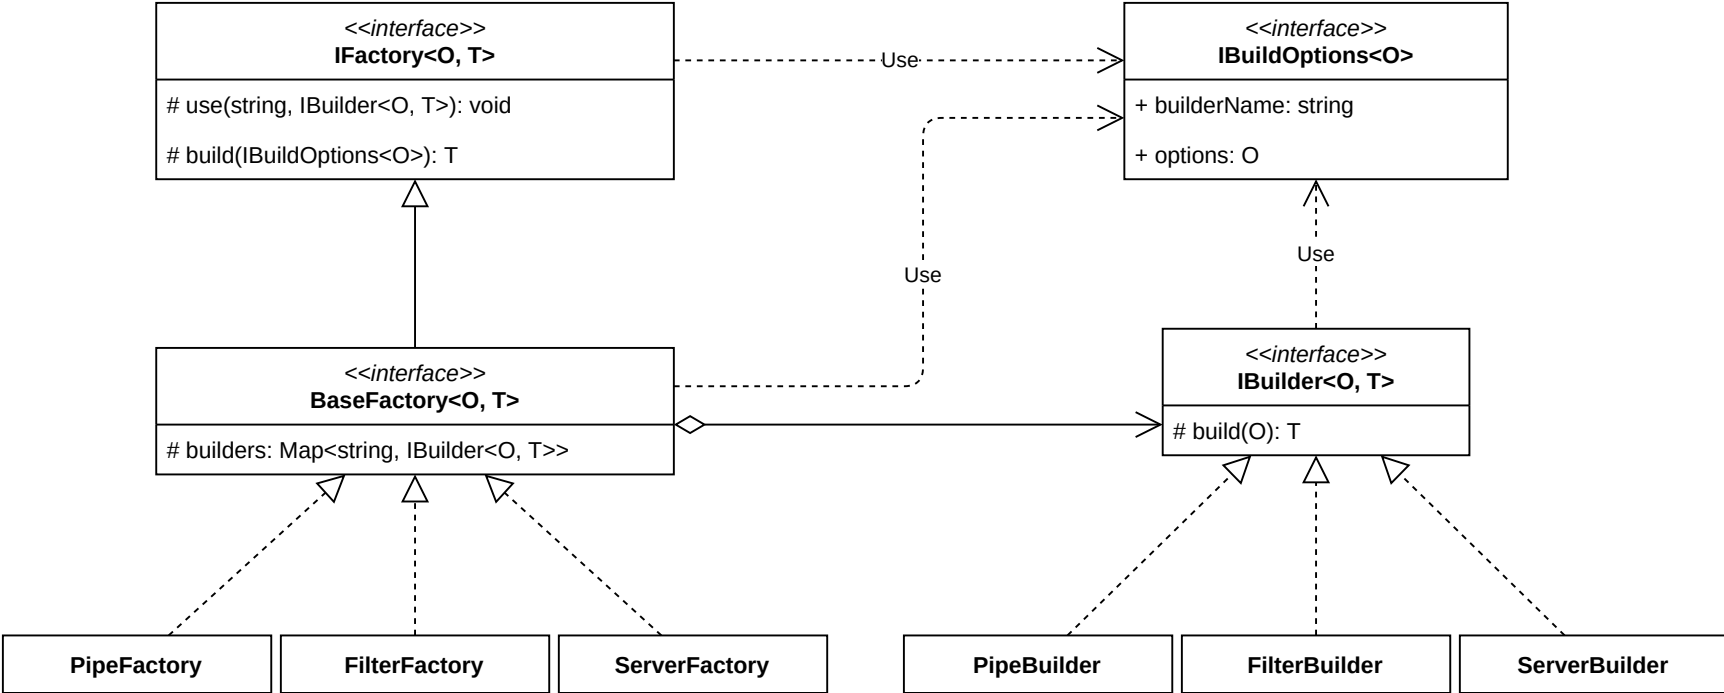 <<interface>>
IFactory<O, T>
# use(string, IBuilder<O, T>): void
# build(IBuildOptions<O>): T
Use
<<interface>>
IBuildOptions<O>
+ builderName: string
+ options: O
Use
Use
<<interface>>
BaseFactory<O, T>
# builders: Map<string, IBuilder<O, T>>
<<interface>>
IBuilder<O, T>
# build(O): T
PipeFactory
FilterFactory
ServerFactory
PipeBuilder
FilterBuilder
ServerBuilder